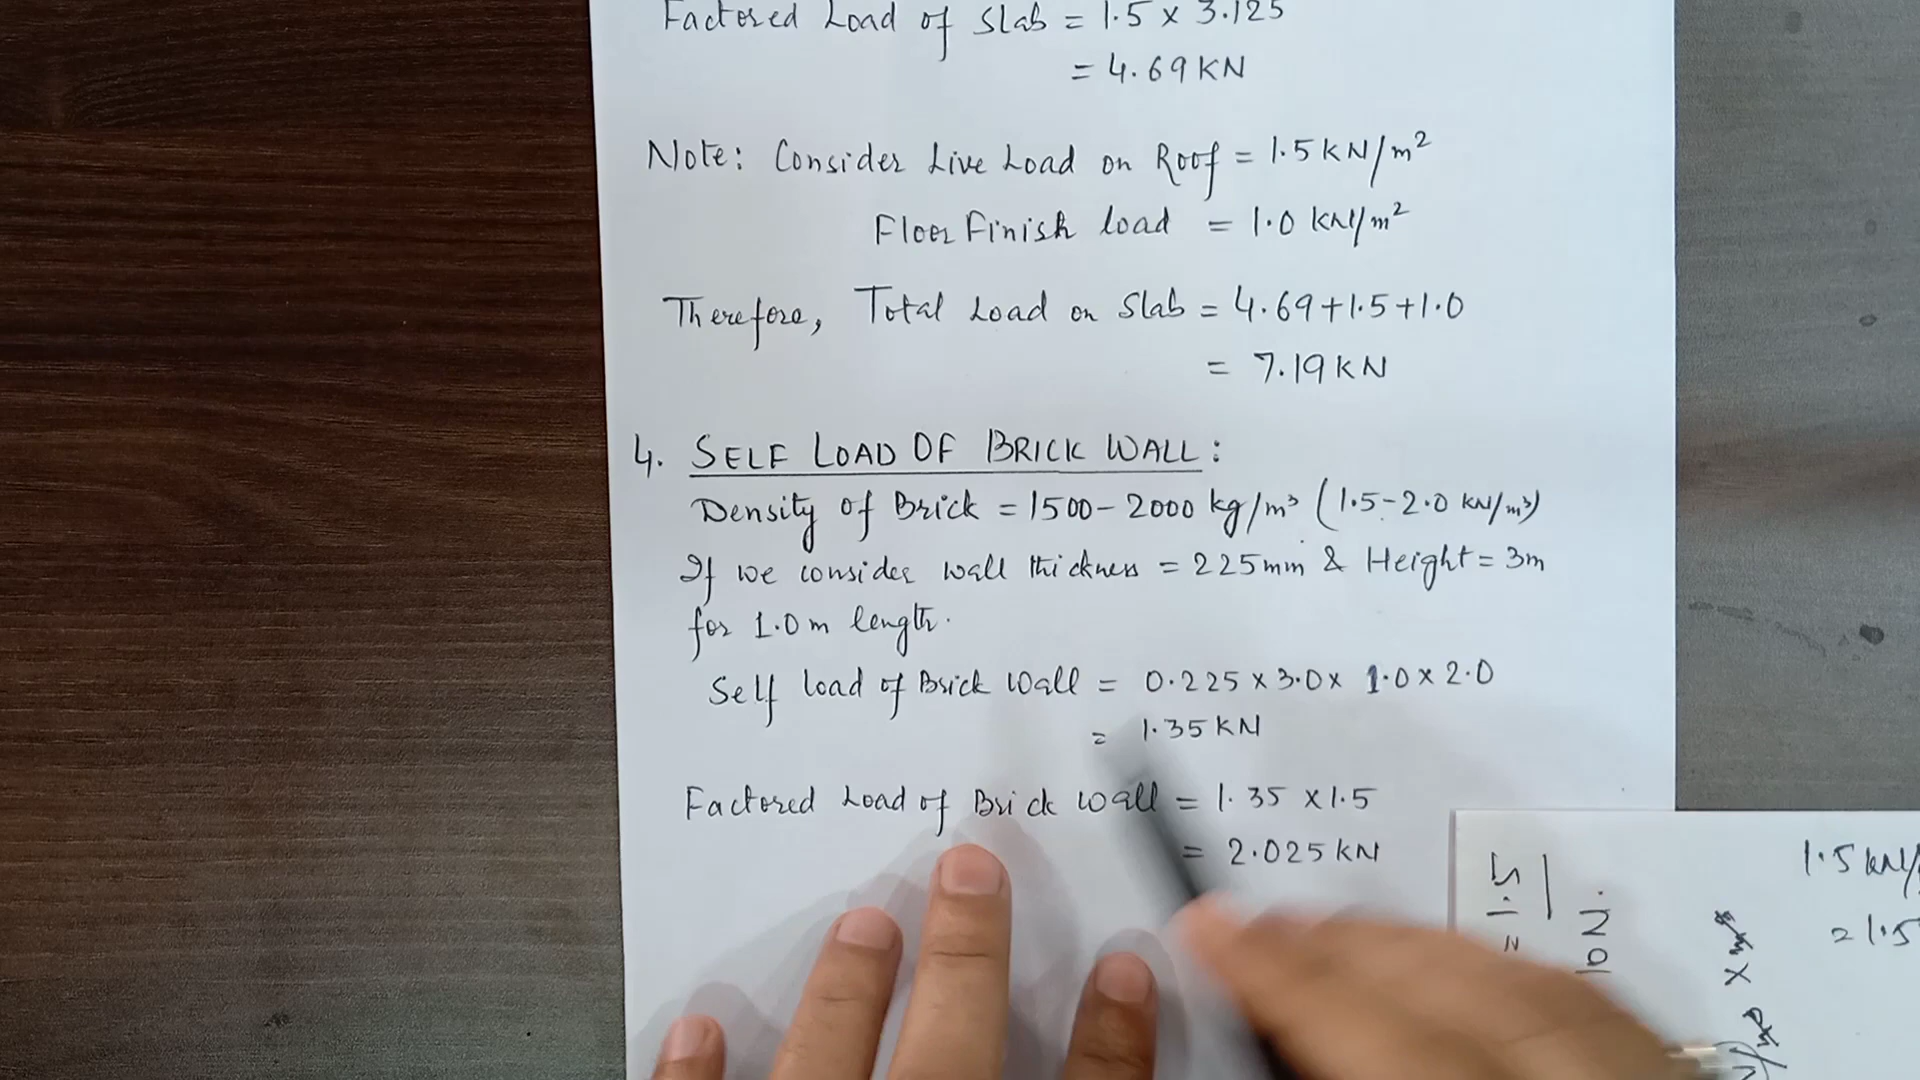 Factored Load of Slab = 1.5 x 3.125
= 4.69 KN
Note: Consider Live Load on Roof = 1.5 KN/m²
Floor Finish load = 1.0 KN/m²
Therefore, Total Load on Slab = 4.69+1.5+1.0
= 7.19 KN
4. SELF LOAD OF BRICK WALL:
Density of Brick = 1500-2000 kg/m³ (1.5-2.0 KN/m³)
If we consider wall thickness = 225mm & Height = 3m
for 1.0m length.
Self load of Brick Wall = 0.225 x 3.0 x 1.0 x 2.0
= 1.35 KN
Factored Load of Brick Wall = 1.35 x 1.5
= 2.025 KN
1.5 KN/
= 1.5